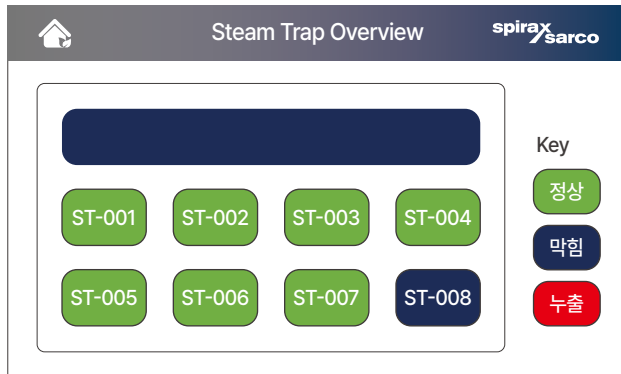 Steam Trap Overview
spirax
sarco
Key
정상
막힘
누출
ST-001 ST-002 ST-003 ST-004
ST-005 ST-006 ST-007 ST-008